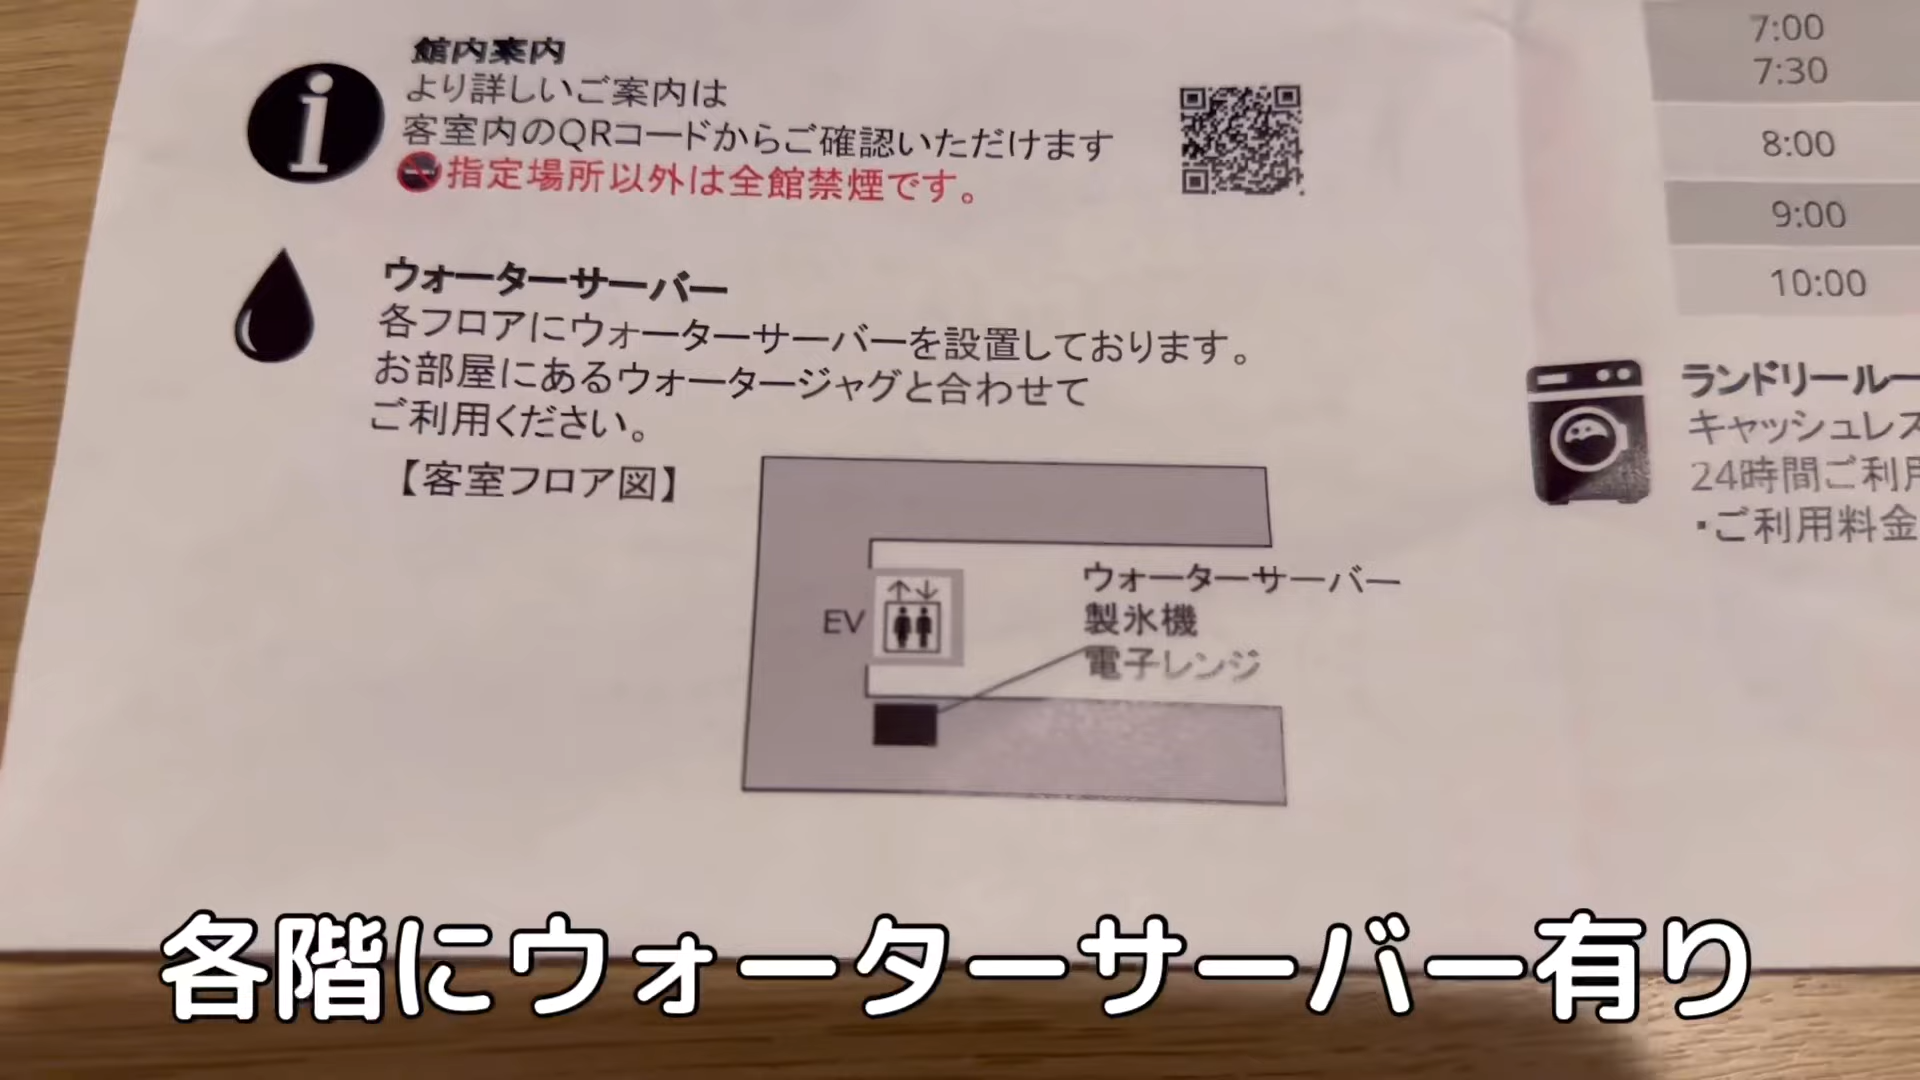 館内案内
より詳しいご案内は
客室内のQRコードからご確認いただけます
指定場所以外は全館禁煙です。
ウォーターサーバー
各フロアにウォーターサーバーを設置しております。
お部屋にあるウォータージャグと合わせて
ご利用ください。
【客室フロア図】
EV
ウォーターサーバー
製氷機
電子レンジ
7:00
7:30
8:00
9:00
10:00
ランドリールー
キャッシュレス
24時間ご利用
・ご利用料金
各階にウォーターサーバー有り